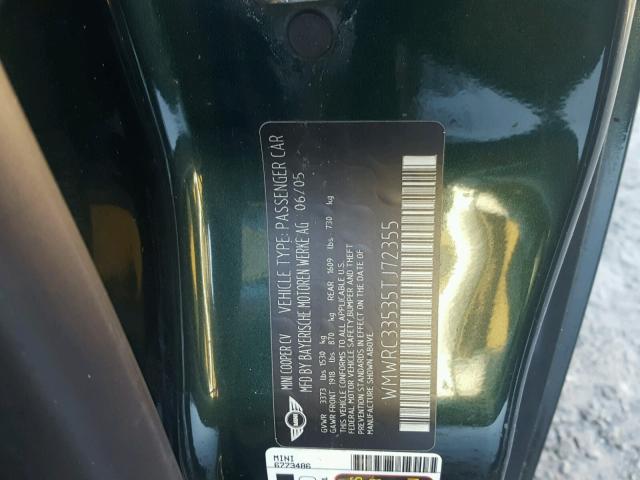 MINI COOPER CV VEHICLE TYPE: PASSENGER CAR
MFD BY BAYERISCHE MOTOREN WERKE AG 06/05
GVWR 3373 lbs 1530 kg
GAWR FRONT 1918 lbs 870 kg REAR 1609 lbs 730 kg
THIS VEHICLE CONFORMS TO ALL APPLICABLE U.S.
FEDERAL MOTOR VEHICLE SAFETY, BUMPER AND THEFT
PREVENTION STANDARDS IN EFFECT ON THE DATE OF
MANUFACTURE SHOWN ABOVE.
WMWRC33535TJ72355
MINI
6773486